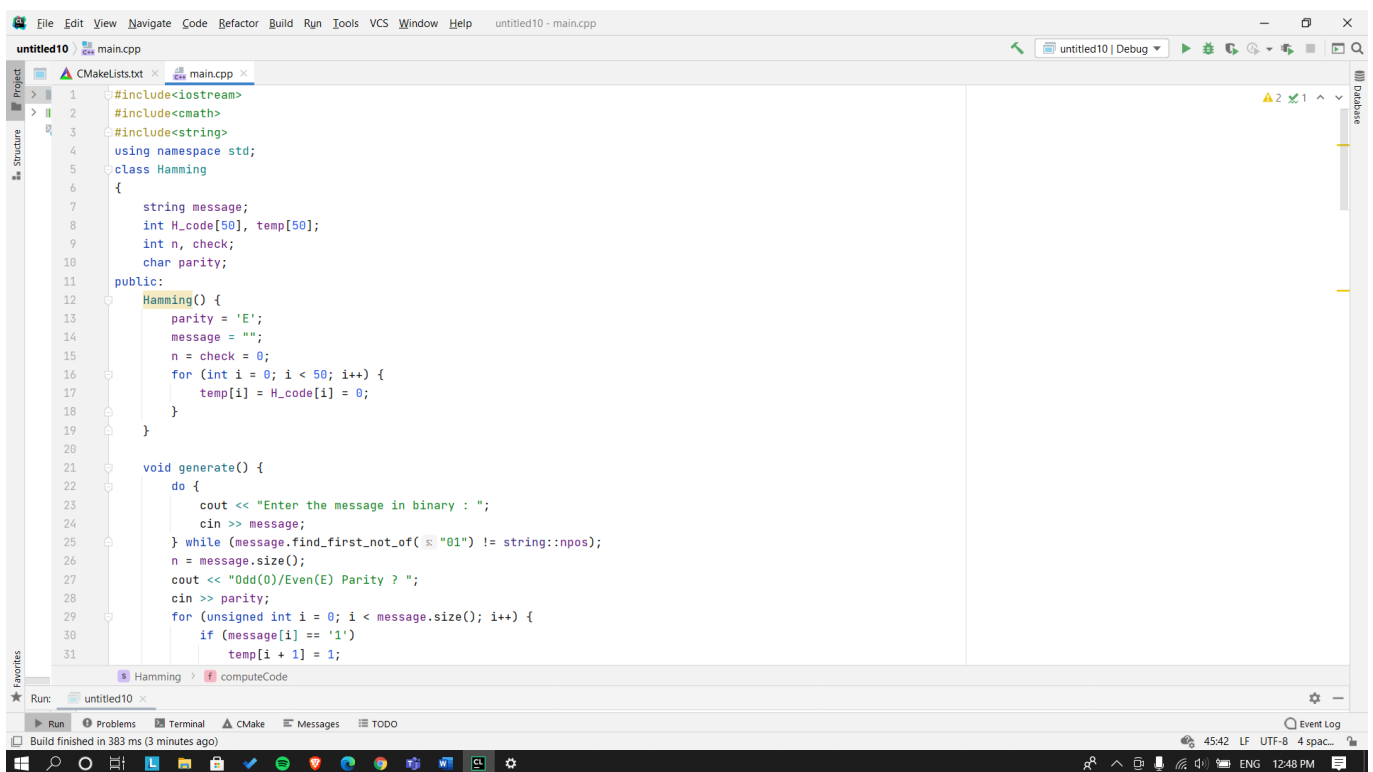 File Edit View Navigate Code Refactor Build Run Tools VCS Window Help untitled10 - main.cpp
untitled10 main.cpp untitled10 | Debug
Project CMakeLists.txt main.cpp
Structure
Favorites
Database
2 1
1 #include<iostream>
2 #include<cmath>
3 #include<string>
4 using namespace std;
5 class Hamming
6 {
7 string message;
8 int H_code[50], temp[50];
9 int n, check;
10 char parity;
11 public:
12 Hamming() {
13 parity = 'E';
14 message = "";
15 n = check = 0;
16 for (int i = 0; i < 50; i++) {
17 temp[i] = H_code[i] = 0;
18 }
19 }
20
21 void generate() {
22 do {
23 cout << "Enter the message in binary : ";
24 cin >> message;
25 } while (message.find_first_not_of( s: "01") != string::npos);
26 n = message.size();
27 cout << "Odd(O)/Even(E) Parity ? ";
28 cin >> parity;
29 for (unsigned int i = 0; i < message.size(); i++) {
30 if (message[i] == '1')
31 temp[i + 1] = 1;
S Hamming f computeCode
Run: untitled10
Run Problems Terminal CMake Messages TODO Event Log
Build finished in 383 ms (3 minutes ago) 45:42 LF UTF-8 4 spac...
L W CL ENG 12:48 PM